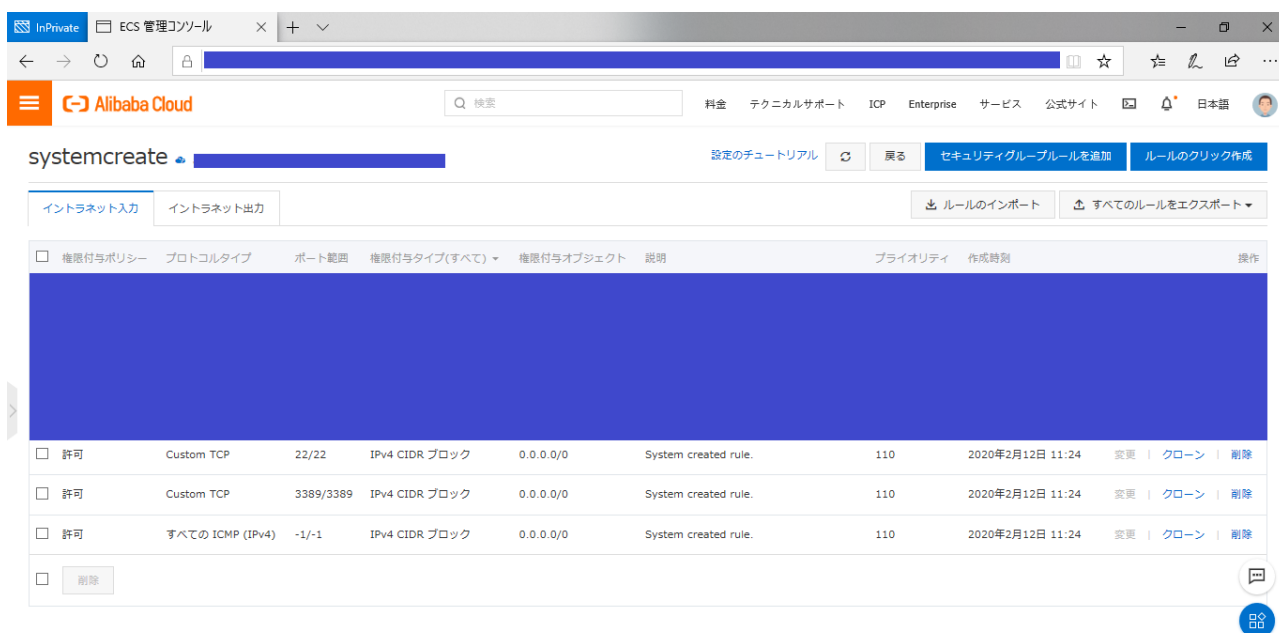 InPrivate ECS 管理コンソール
Alibaba Cloud 検索 料金 テクニカルサポート ICP Enterprise サービス 公式サイト 日本語
systemcreate 設定のチュートリアル 戻る セキュリティグループルールを追加 ルールのクリック作成
イントラネット入力 イントラネット出力 ルールのインポート すべてのルールをエクスポート
権限付与ポリシー プロトコルタイプ ポート範囲 権限付与タイプ(すべて) 権限付与オブジェクト 説明 プライオリティ 作成時刻 操作
許可 Custom TCP 22/22 IPv4 CIDR ブロック 0.0.0.0/0 System created rule. 110 2020年2月12日 11:24 変更 | クローン | 削除
許可 Custom TCP 3389/3389 IPv4 CIDR ブロック 0.0.0.0/0 System created rule. 110 2020年2月12日 11:24 変更 | クローン | 削除
許可 すべての ICMP (IPv4) -1/-1 IPv4 CIDR ブロック 0.0.0.0/0 System created rule. 110 2020年2月12日 11:24 変更 | クローン | 削除
削除